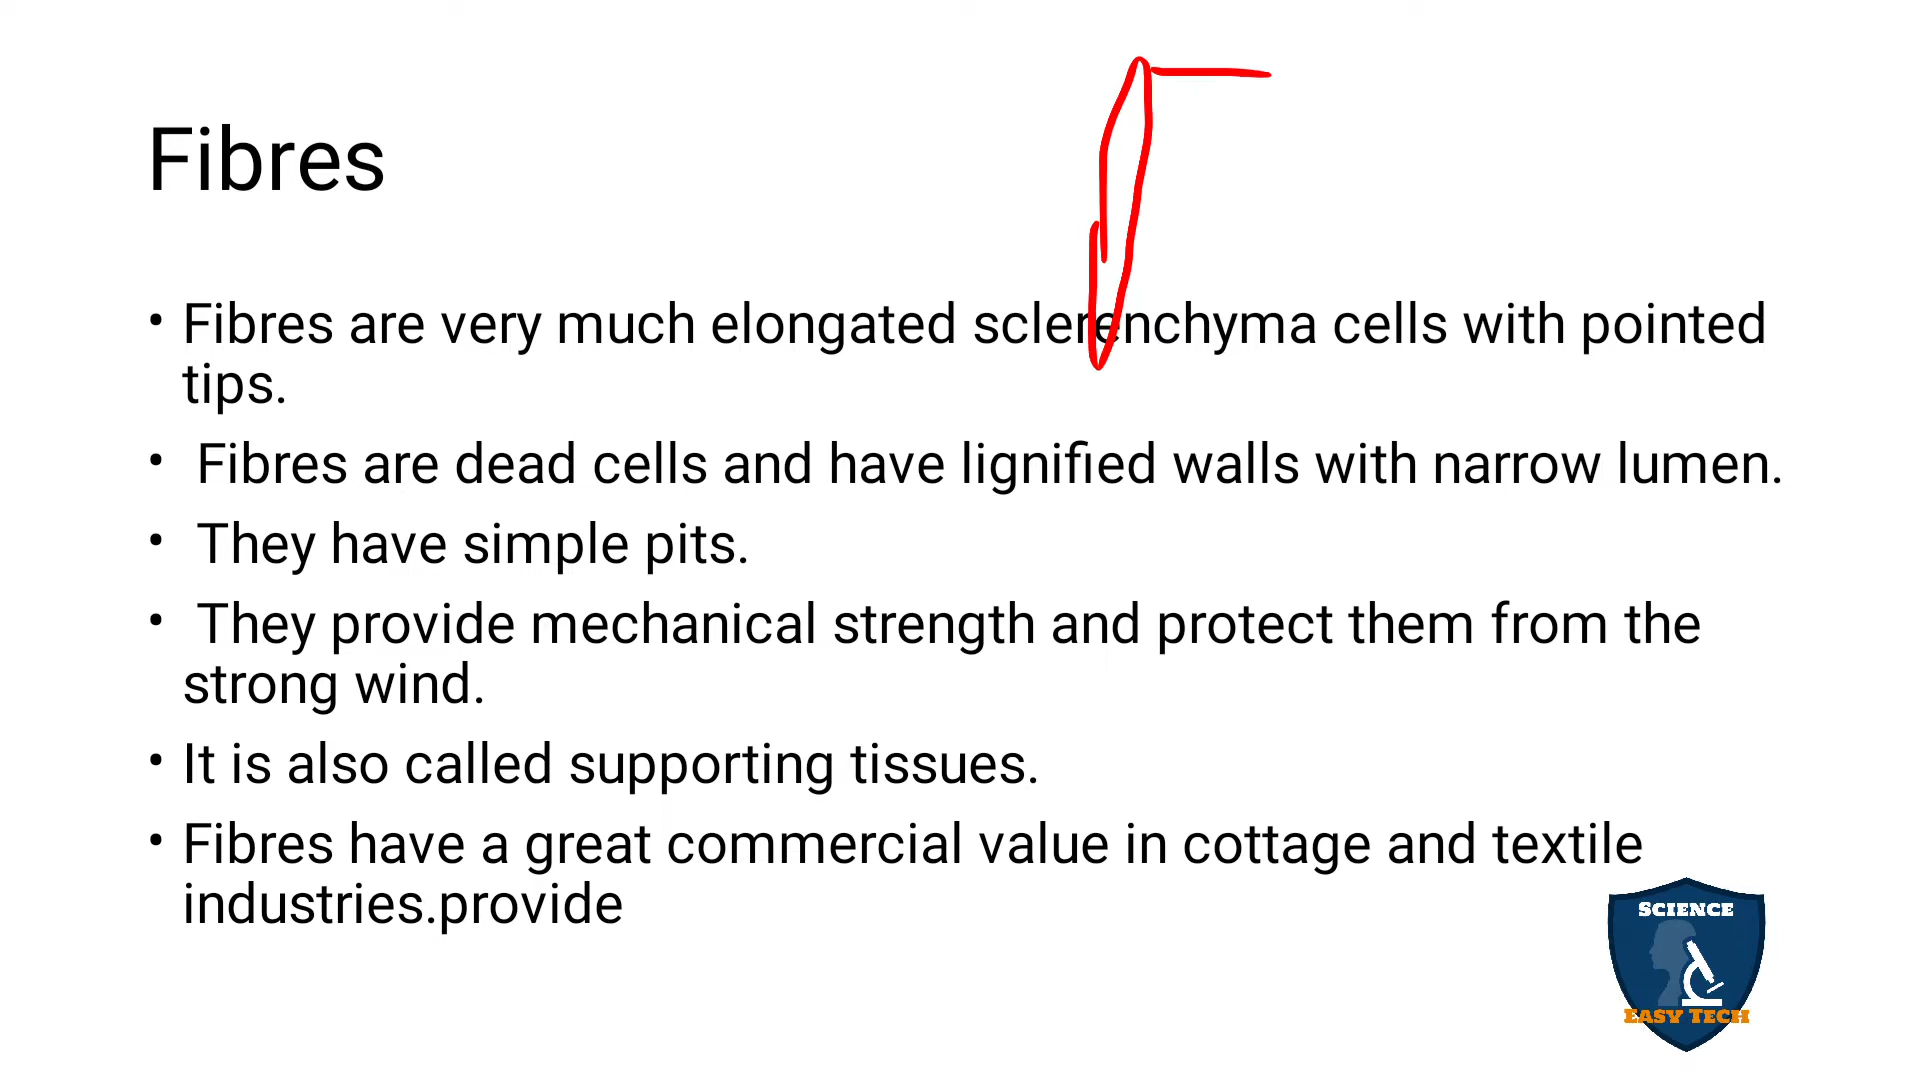 Fibres
• Fibres are very much elongated sclerenchyma cells with pointed
tips.
• Fibres are dead cells and have lignified walls with narrow lumen.
• They have simple pits.
• They provide mechanical strength and protect them from the
strong wind.
• It is also called supporting tissues.
• Fibres have a great commercial value in cottage and textile
industries.provide
SCIENCE
EASY TECH